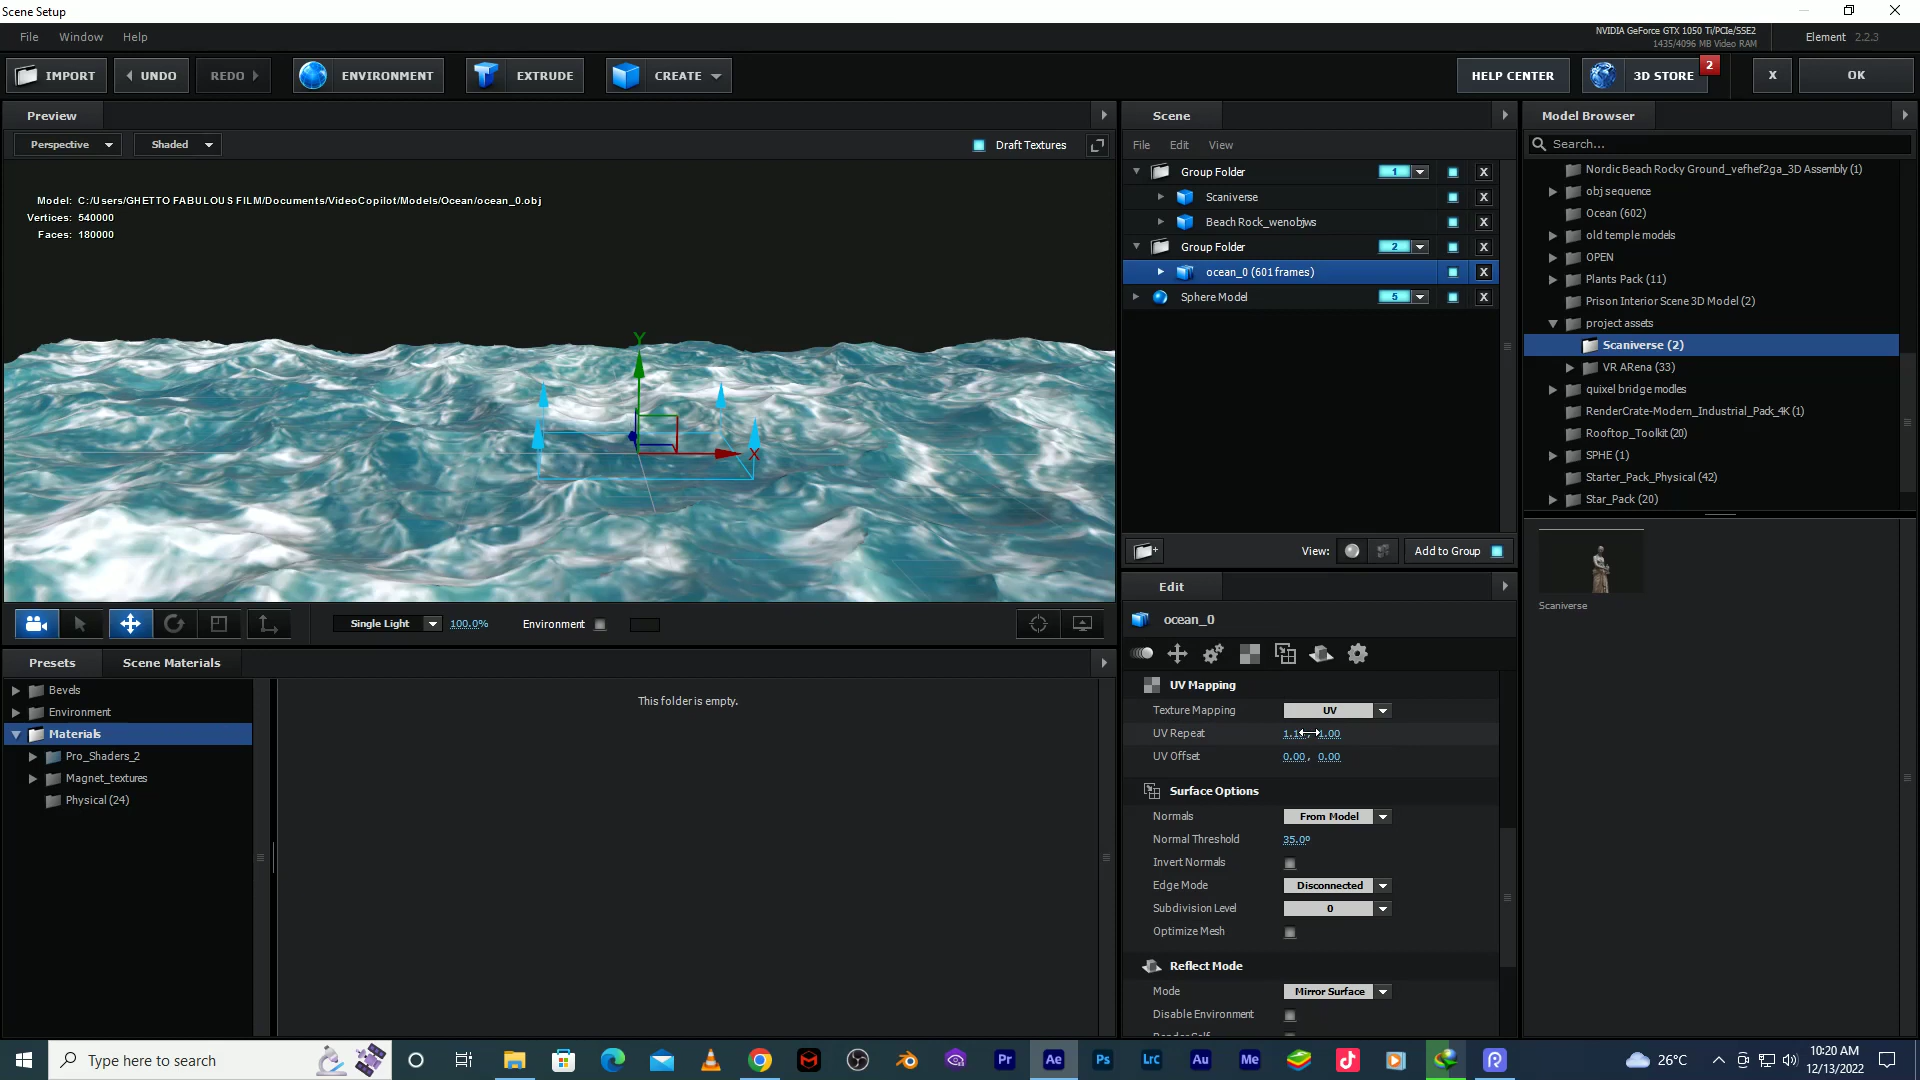 Scene Setup
File Window Help
NVIDIA GeForce GTX 1050 Ti/PCIe/SSE2
1435/4096 MB Video RAM
Element 2.2.3
IMPORT UNDO REDO ENVIRONMENT EXTRUDE CREATE HELP CENTER 3D STORE 2 X OK
Preview
Perspective Shaded Draft Textures
Model: C:/Users/GHETTO FABULOUS FILM/Documents/VideoCopilot/Models/Ocean/ocean_0.obj
Vertices: 540000
Faces: 180000
Y
X
Single Light 100.0% Environment
Presets Scene Materials
Bevels
Environment
Materials
Pro_Shaders_2
Magnet_textures
Physical (24)
This folder is empty.
Scene
File Edit View
Group Folder 1 X
Scaniverse X
Beach Rock_wenobjws X
Group Folder 2 X
ocean_0 (601 frames) X
Sphere Model 5 X
View: Add to Group
Edit
ocean_0
UV Mapping
Texture Mapping UV
UV Repeat 1.00
UV Offset 0.00, 0.00
Surface Options
Normals From Model
Normal Threshold 35.0º
Invert Normals
Edge Mode Disconnected
Subdivision Level 0
Optimize Mesh
Reflect Mode
Mode Mirror Surface
Disable Environment
Model Browser
Search...
Nordic Beach Rocky Ground_vefhef2ga_3D Assembly (1)
obj sequence
Ocean (602)
old temple models
OPEN
Plants Pack (11)
Prison Interior Scene 3D Model (2)
project assets
Scaniverse (2)
VR ARena (33)
quixel bridge modles
RenderCrate-Modern_Industrial_Pack_4K (1)
Rooftop_Toolkit (20)
SPHE (1)
Starter_Pack_Physical (42)
Star_Pack (20)
Scaniverse
Type here to search
Pr Ae Ps Lrc Au Me
26°C
10:20 AM
12/13/2022